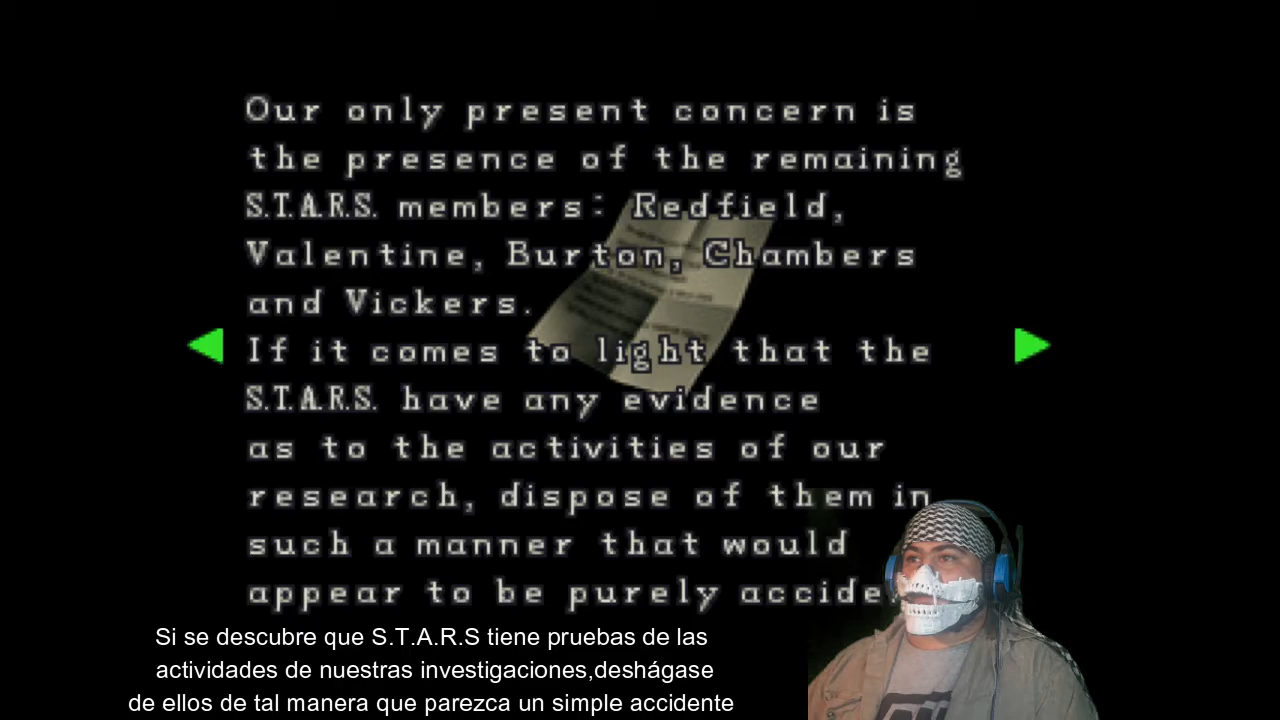 Our only present concern is
the presence of the remaining
S.T.A.R.S. members: Redfield,
Valentine, Burton, Chambers
and Vickers.
If it comes to light that the
S.T.A.R.S. have any evidence
as to the activities of our
research, dispose of them in
such a manner that would
appear to be purely
Si se descubre que S.T.A.R.S tiene pruebas de las
actividades de nuestras investigaciones,deshágase
de ellos de tal manera que parezca un simple accidente